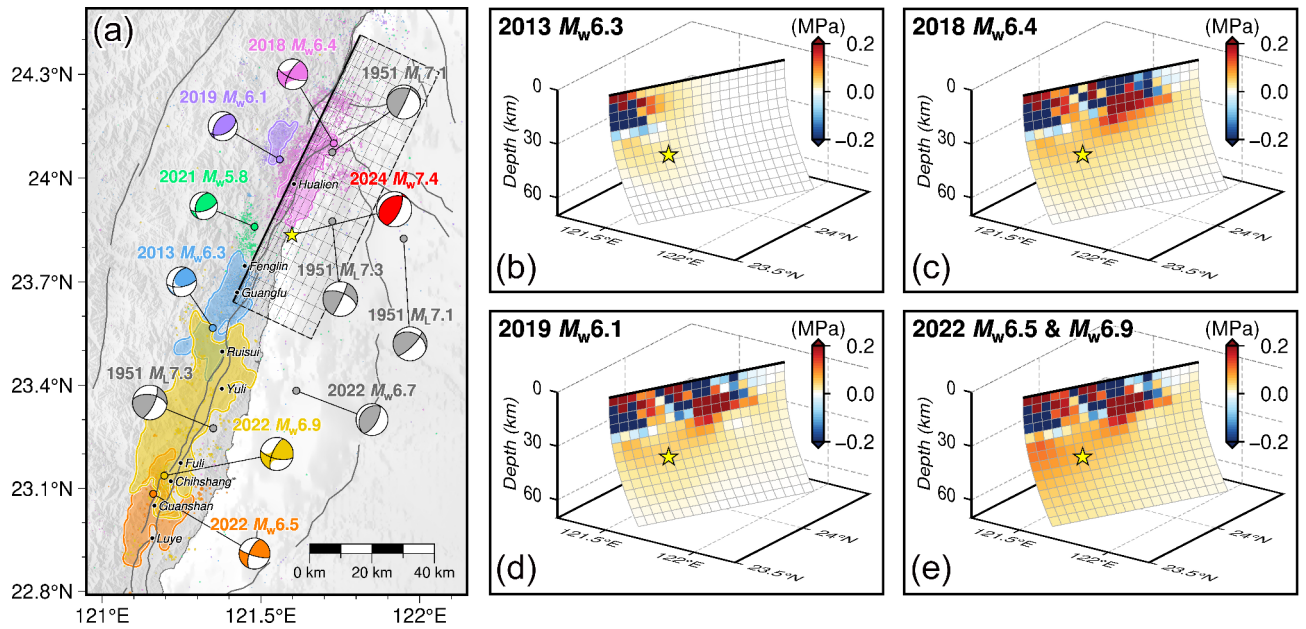 (a)
24.3°N
24°N
23.7°N
23.4°N
23.1°N
22.8°N
121°E
121.5°E
122°E
2018 Mw6.4
1951 ML7.1
2019 Mw6.1
2021 Mw5.8
Hualien
2024 Mw7.4
2013 Mw6.3
Fenglin
Guangfu
1951 ML7.3
1951 ML7.1
Ruisui
1951 ML7.3
Yuli
2022 Mw6.7
2022 Mw6.9
Fuli
Chihshang
Guanshan
2022 Mw6.5
Luye
0 km 20 km 40 km
2013 Mw6.3
(MPa)
0.2
0.0
−0.2
0
30
60
Depth (km)
121.5°E
122°E
24°N
23.5°N
(b)
2018 Mw6.4
(MPa)
0.2
0.0
−0.2
0
30
60
Depth (km)
121.5°E
122°E
24°N
23.5°N
(c)
2019 Mw6.1
(MPa)
0.2
0.0
−0.2
0
30
60
Depth (km)
121.5°E
122°E
24°N
23.5°N
(d)
2022 Mw6.5 & Mw6.9
(MPa)
0.2
0.0
−0.2
0
30
60
Depth (km)
121.5°E
122°E
24°N
23.5°N
(e)